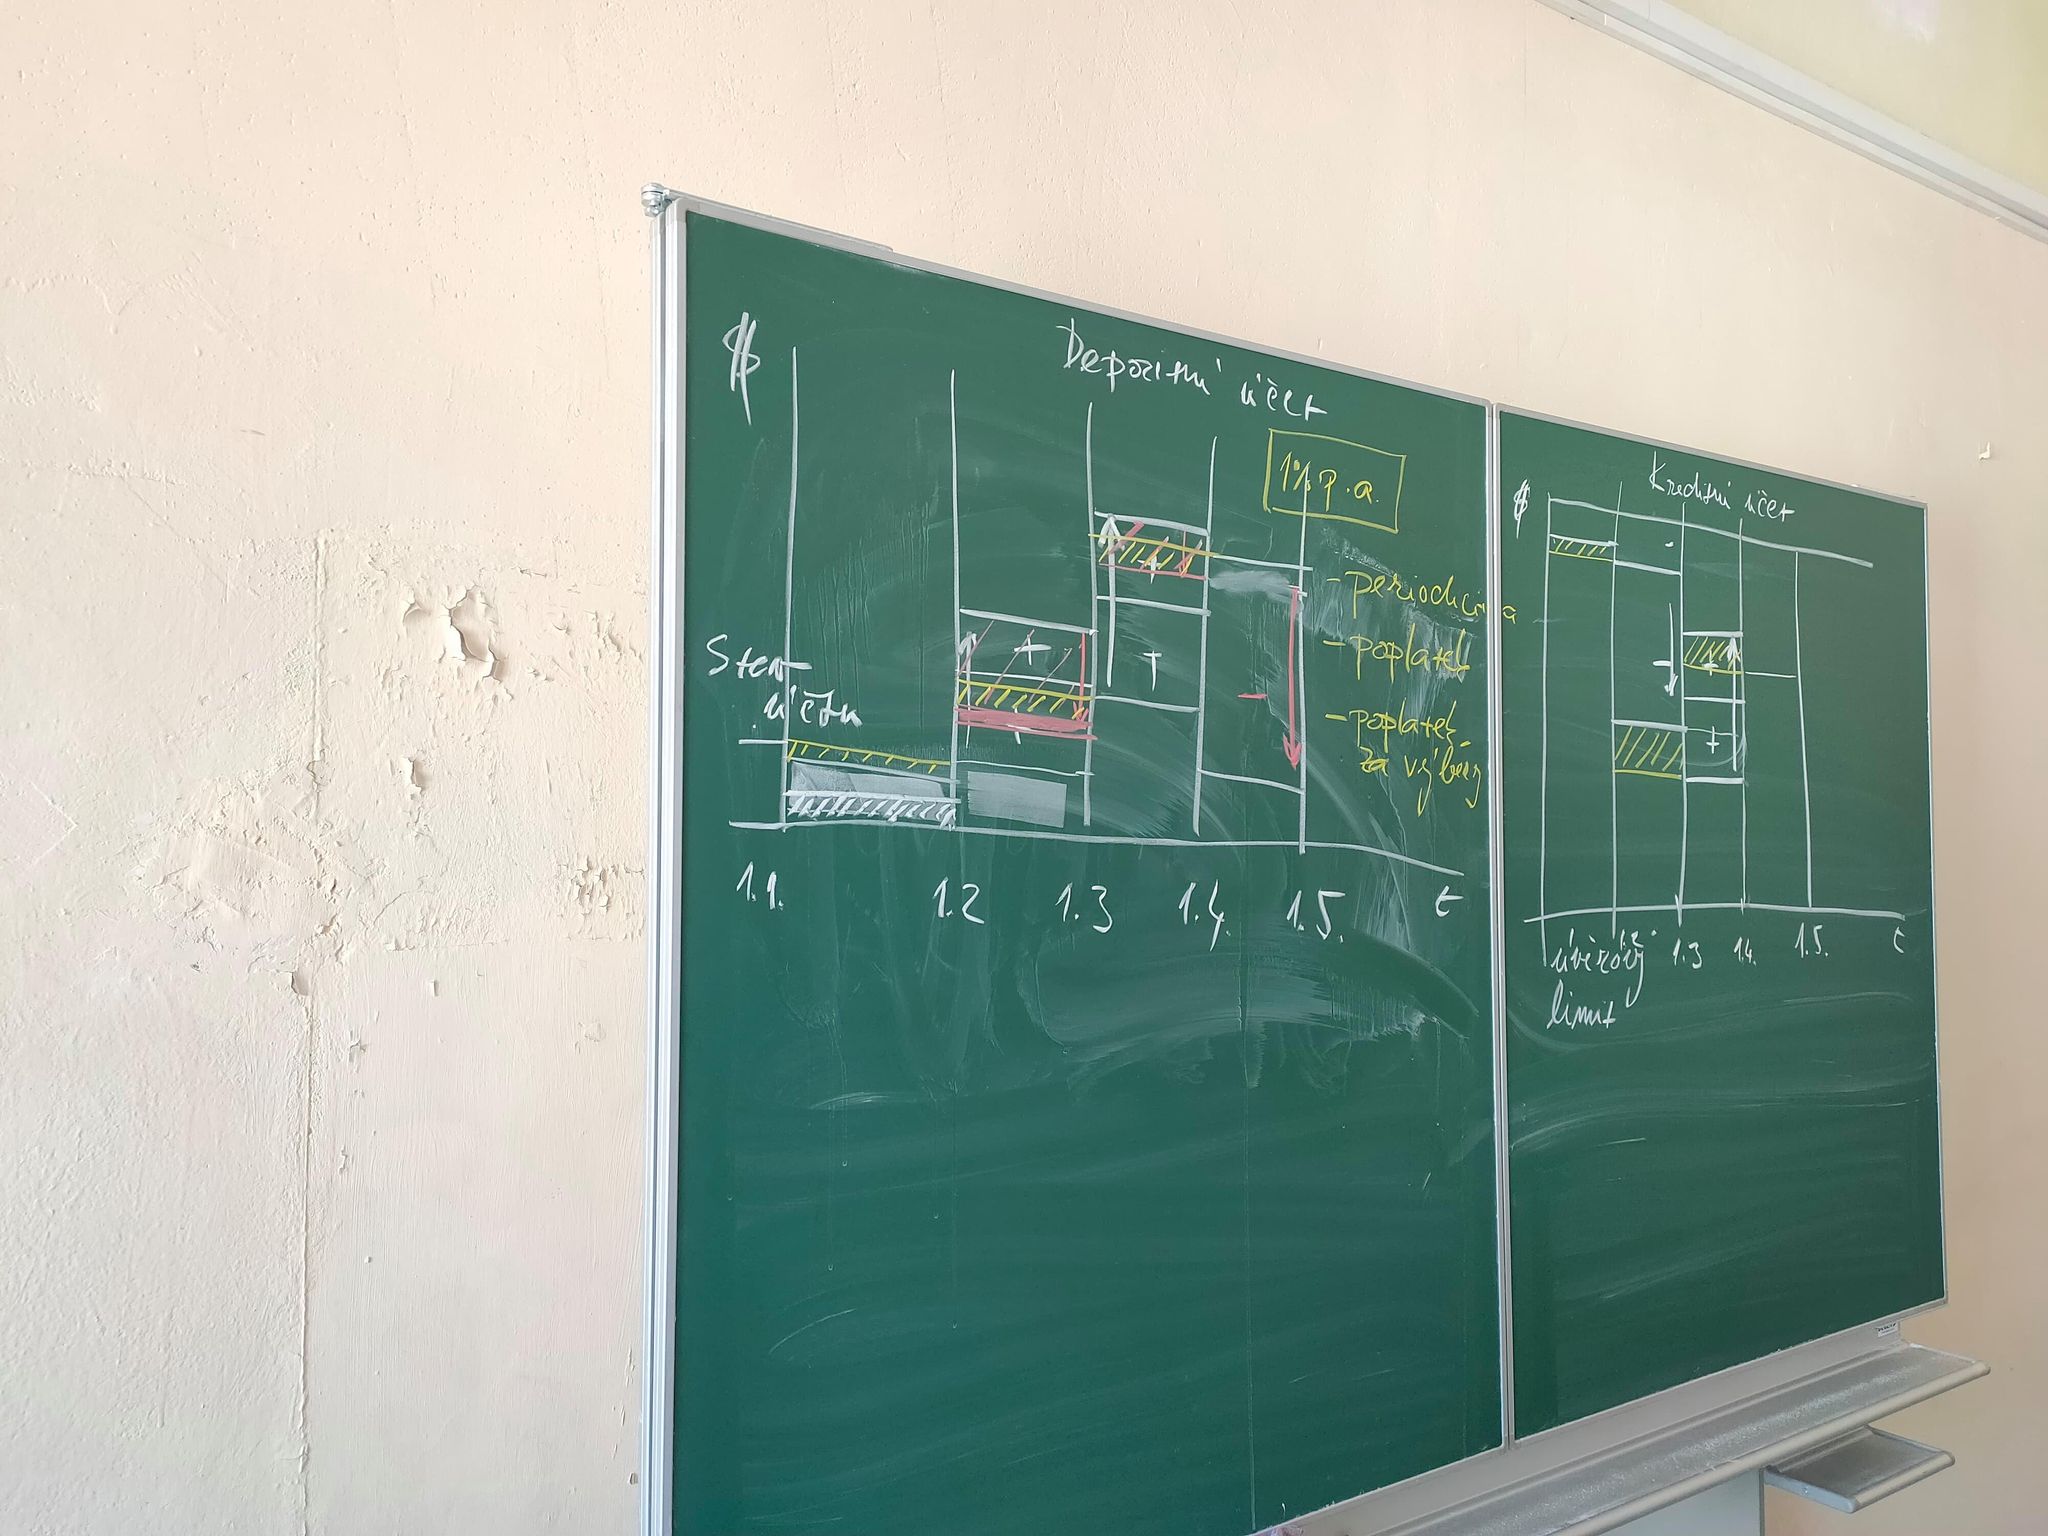 $
Depozitní účet
1% p.a.
- periodicita
- poplatek
- poplatek
za výběry
Stav
účtu
+
+
+
-
1.1.
1.2
1.3
1.4.
1.5.
t
$
Kreditní účet
-
+
+
úvěrový
limit
1.2.
1.3
1.4.
1.5.
t